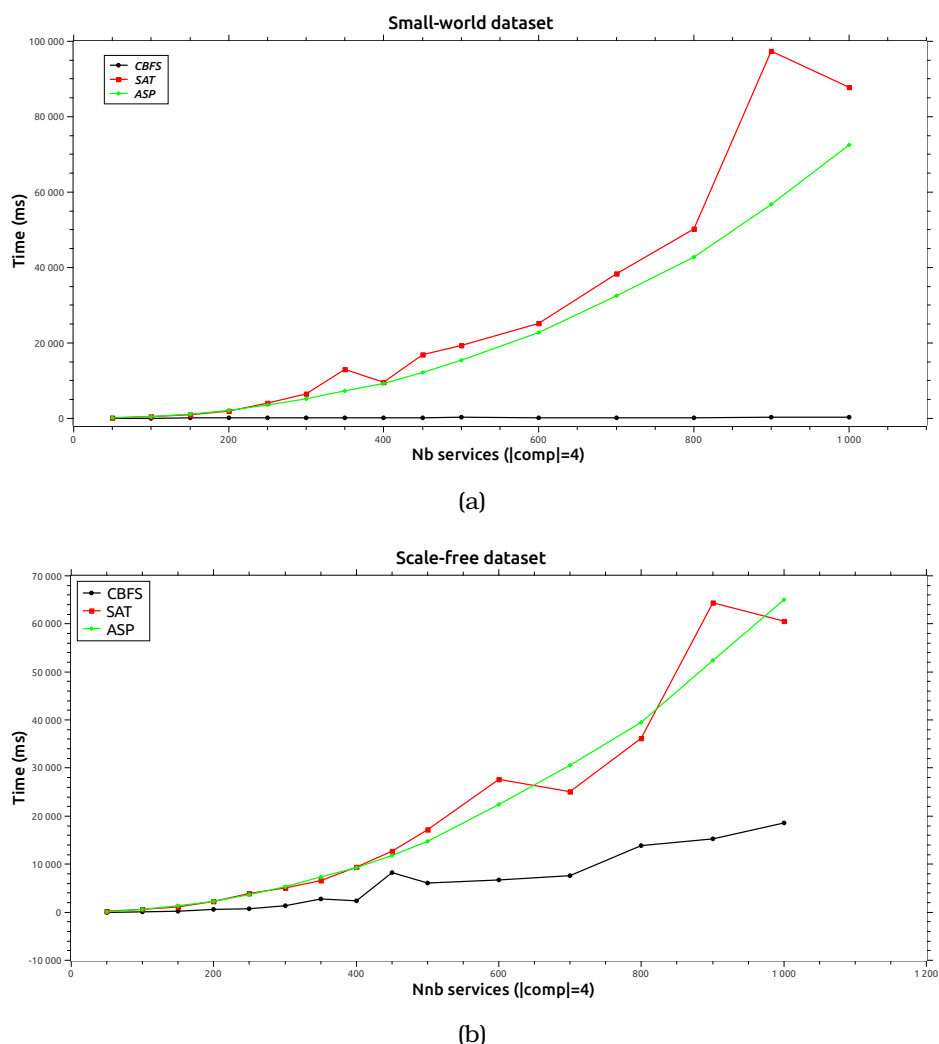 Small-world dataset
100 000
80 000
60 000
40 000
20 000
0
Time (ms)
CBFS
SAT
ASP
0 200 400 600 800 1 000
Nb services (|comp|=4)
(a)
Scale-free dataset
70 000
60 000
50 000
40 000
30 000
20 000
10 000
0
-10 000
Time (ms)
CBFS
SAT
ASP
0 200 400 600 800 1 000 1 200
Nnb services (|comp|=4)
(b)